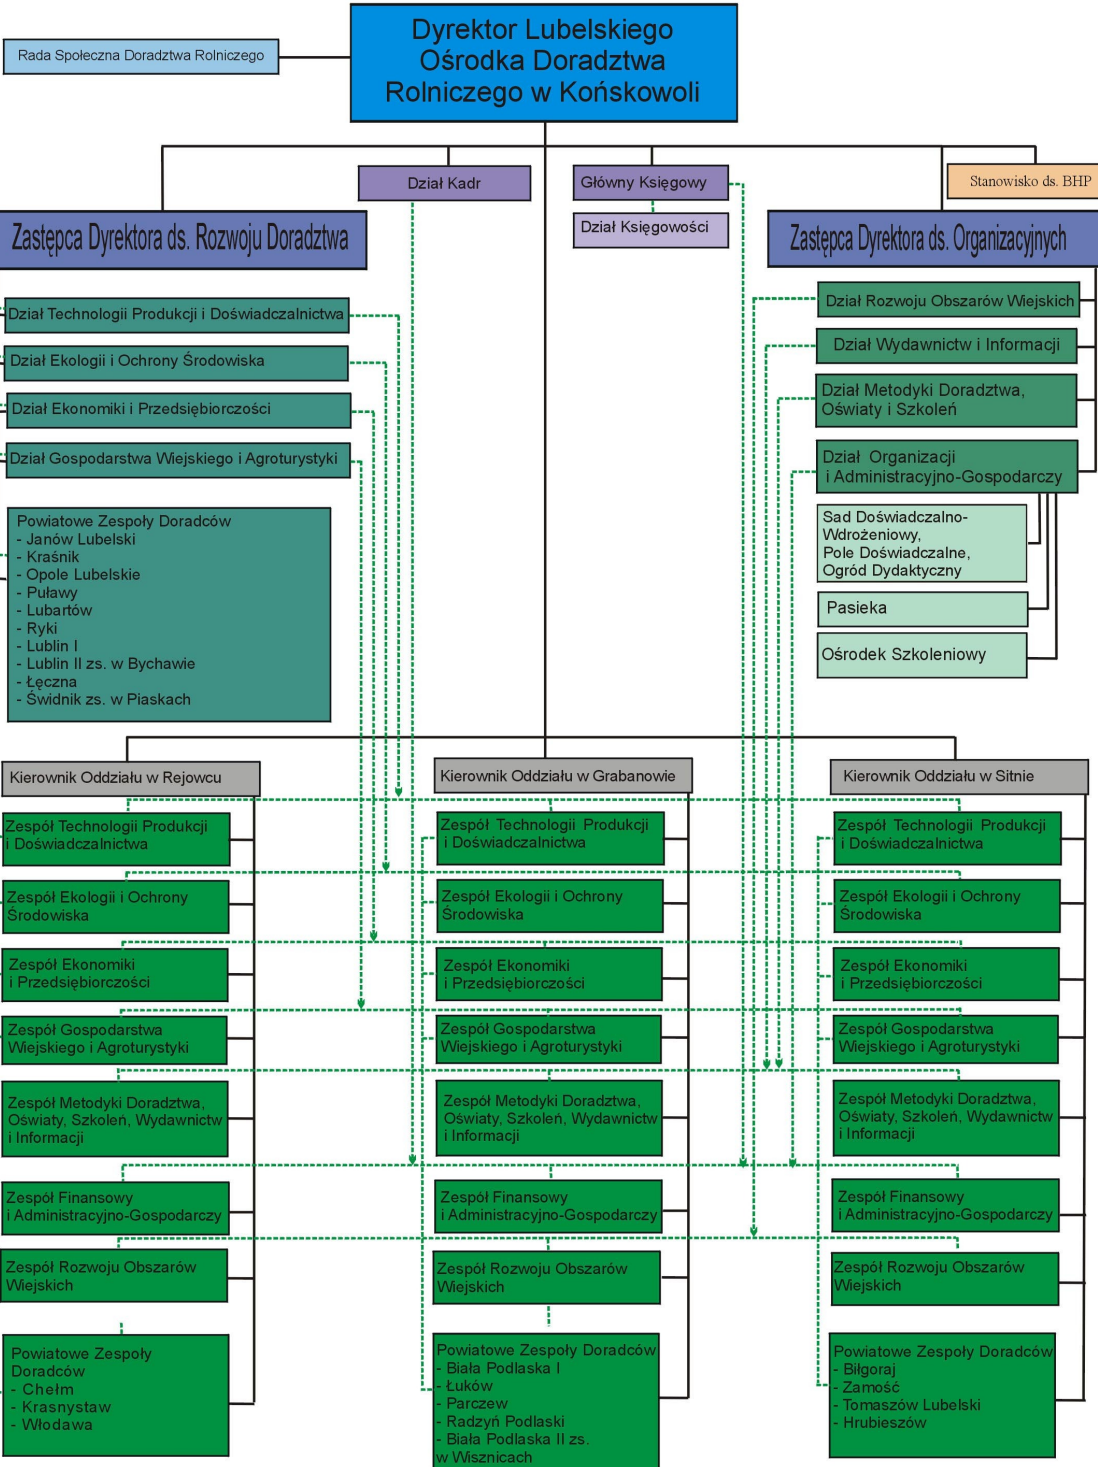 Rada Społeczna Doradztwa Rolniczego
Dyrektor Lubelskiego
Ośrodka Doradztwa
Rolniczego w Końskowoli
Dział Kadr
Główny Księgowy
Dział Księgowości
Stanowisko ds. BHP
Zastępca Dyrektora ds. Rozwoju Doradztwa
Zastępca Dyrektora ds. Organizacyjnych
Dział Technologii Produkcji i Doświadczalnictwa
Dział Ekologii i Ochrony Środowiska
Dział Ekonomiki i Przedsiębiorczości
Dział Gospodarstwa Wiejskiego i Agroturystyki
Powiatowe Zespoły Doradców
- Janów Lubelski
- Kraśnik
- Opole Lubelskie
- Puławy
- Lubartów
- Ryki
- Lublin I
- Lublin II zs. w Bychawie
- Łęczna
- Świdnik zs. w Piaskach
Dział Rozwoju Obszarów Wiejskich
Dział Wydawnictw i Informacji
Dział Metodyki Doradztwa,
Oświaty i Szkoleń
Dział Organizacji
i Administracyjno-Gospodarczy
Sad Doświadczalno-
Wdrożeniowy,
Pole Doświadczalne,
Ogród Dydaktyczny
Pasieka
Ośrodek Szkoleniowy
Kierownik Oddziału w Rejowcu
Zespół Technologii Produkcji
i Doświadczalnictwa
Zespół Ekologii i Ochrony
Środowiska
Zespół Ekonomiki
i Przedsiębiorczości
Zespół Gospodarstwa
Wiejskiego i Agroturystyki
Zespół Metodyki Doradztwa,
Oświaty, Szkoleń, Wydawnictw
i Informacji
Zespół Finansowy
i Administracyjno-Gospodarczy
Zespół Rozwoju Obszarów
Wiejskich
Powiatowe Zespoły
Doradców
- Chełm
- Krasnystaw
- Włodawa
Kierownik Oddziału w Grabanowie
Zespół Technologii Produkcji
i Doświadczalnictwa
Zespół Ekologii i Ochrony
Środowiska
Zespół Ekonomiki
i Przedsiębiorczości
Zespół Gospodarstwa
Wiejskiego i Agroturystyki
Zespół Metodyki Doradztwa,
Oświaty, Szkoleń, Wydawnictw
i Informacji
Zespół Finansowy
i Administracyjno-Gospodarczy
Zespół Rozwoju Obszarów
Wiejskich
Powiatowe Zespoły Doradców
- Biała Podlaska I
- Łuków
- Parczew
- Radzyń Podlaski
- Biała Podlaska II zs.
w Wisznicach
Kierownik Oddziału w Sitnie
Zespół Technologii Produkcji
i Doświadczalnictwa
Zespół Ekologii i Ochrony
Środowiska
Zespół Ekonomiki
i Przedsiębiorczości
Zespół Gospodarstwa
Wiejskiego i Agroturystyki
Zespół Metodyki Doradztwa,
Oświaty, Szkoleń, Wydawnictw
i Informacji
Zespół Finansowy
i Administracyjno-Gospodarczy
Zespół Rozwoju Obszarów
Wiejskich
Powiatowe Zespoły Doradców
- Biłgoraj
- Zamość
- Tomaszów Lubelski
- Hrubieszów